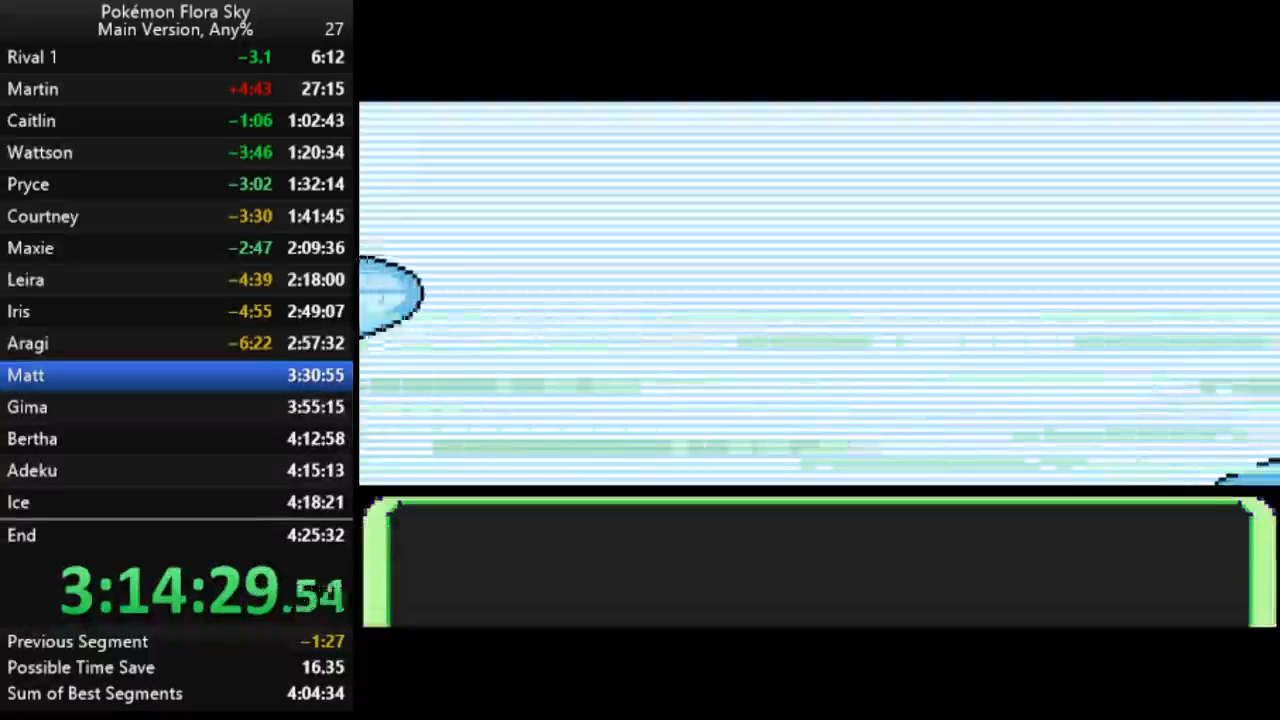 Pokémon Flora Sky
Main Version, Any% 27
Rival 1 −3.1 6:12
Martin +4:43 27:15
Caitlin −1:06 1:02:43
Wattson −3:46 1:20:34
Pryce −3:02 1:32:14
Courtney −3:30 1:41:45
Maxie −2:47 2:09:36
Leira −4:39 2:18:00
Iris −4:55 2:49:07
Aragi −6:22 2:57:32
Matt 3:30:55
Gima 3:55:15
Bertha 4:12:58
Adeku 4:15:13
Ice 4:18:21
End 4:25:32
3:14:29.54
Previous Segment −1:27
Possible Time Save 16.35
Sum of Best Segments 4:04:34